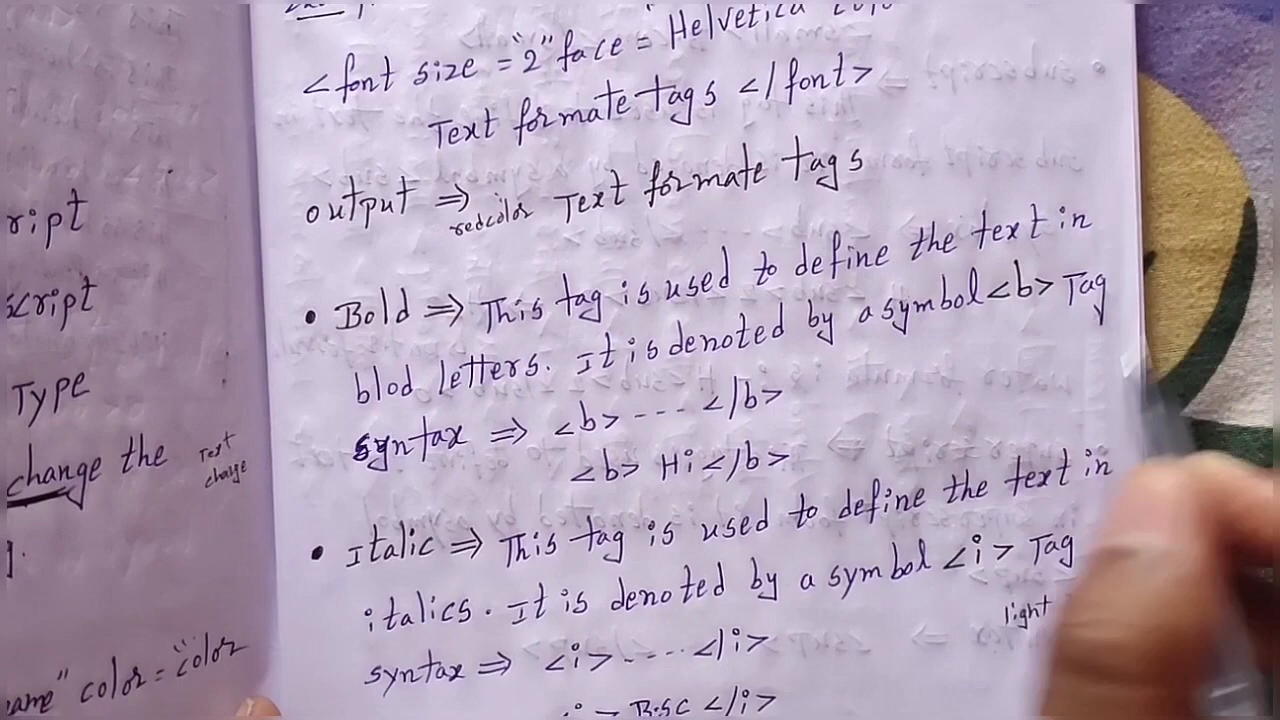 ript
script
Type
change the
Text
change
].
ame" color = "color
<font size = "2" face = "Helvetica
Text formate tags </font>
output ⇒ Text formate tags
redcolor
• Bold ⇒ This tag is used to define the text in
blod letters. It is denoted by a symbol <b> Tag
syntax ⇒ <b> ---- </b>
<b> Hi </b>
• Italic ⇒ This tag is used to define the text in
italics. It is denoted by a symbol <i> Tag
light
syntax ⇒ <i> ---- </i>
B.sc </i>